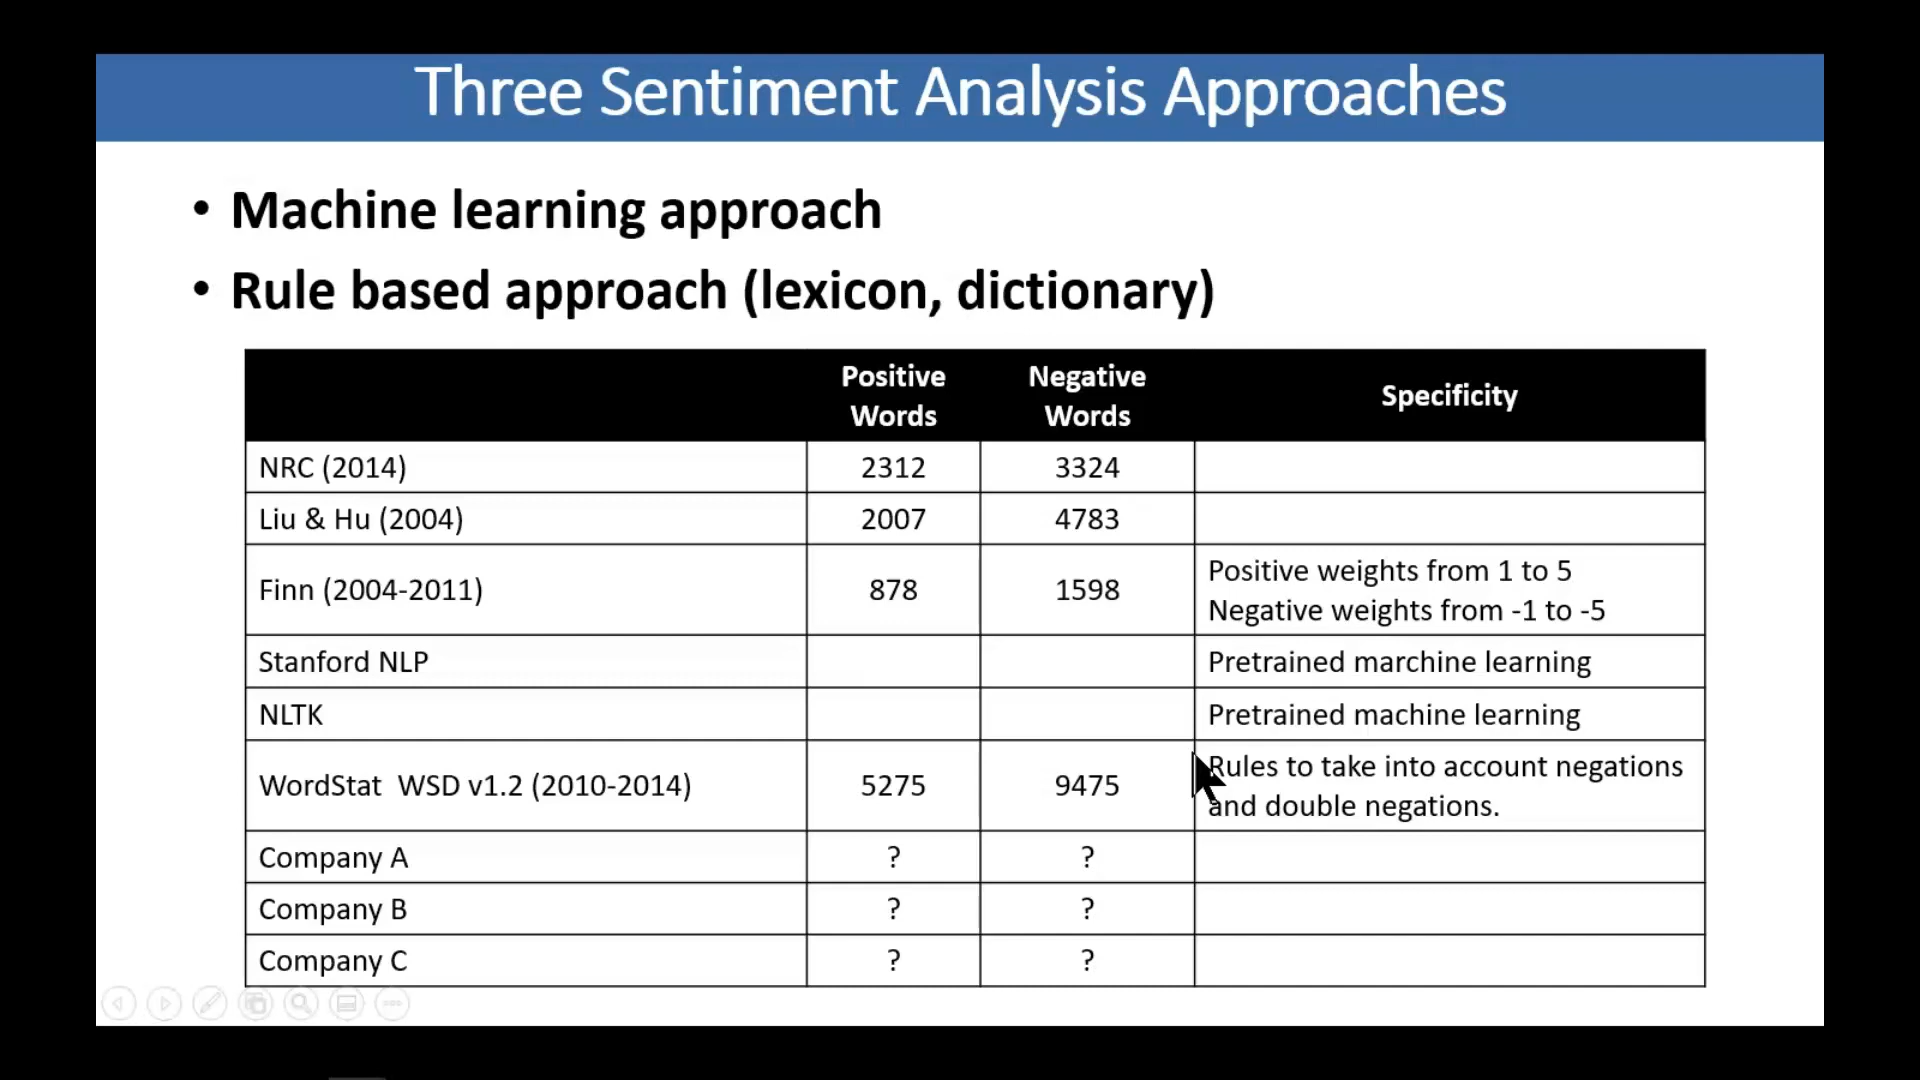 Three Sentiment Analysis Approaches
• Machine learning approach
• Rule based approach (lexicon, dictionary)
Positive Words Negative Words Specificity
NRC (2014) 2312 3324
Liu & Hu (2004) 2007 4783
Finn (2004-2011) 878 1598 Positive weights from 1 to 5
Negative weights from -1 to -5
Stanford NLP Pretrained marchine learning
NLTK Pretrained machine learning
WordStat WSD v1.2 (2010-2014) 5275 9475 Rules to take into account negations
and double negations.
Company A ? ?
Company B ? ?
Company C ? ?